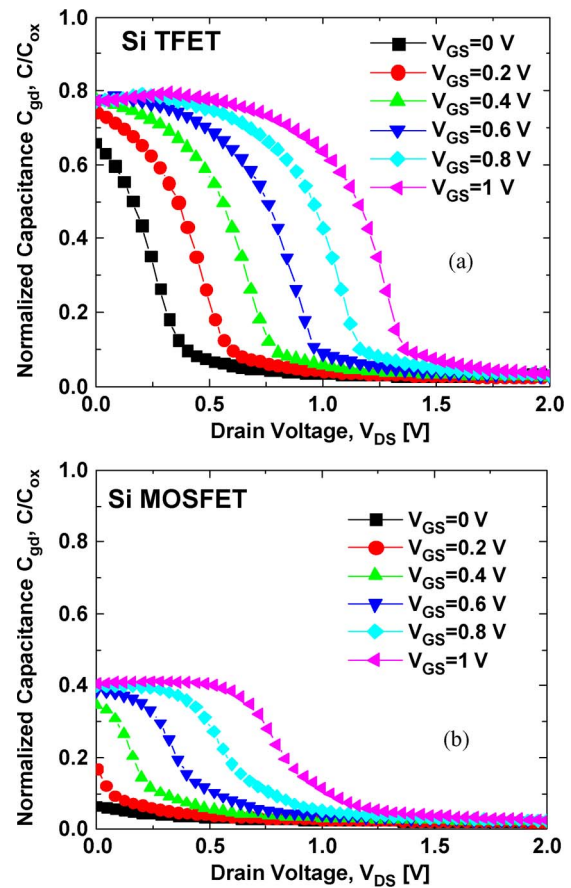 Si TFET
V_GS=0 V
V_GS=0.2 V
V_GS=0.4 V
V_GS=0.6 V
V_GS=0.8 V
V_GS=1 V
(a)
Normalized Capacitance C_gd, C/C_ox
1.0
0.8
0.6
0.4
0.2
0.0
0.0 0.5 1.0 1.5 2.0
Drain Voltage, V_DS [V]
Si MOSFET
V_GS=0 V
V_GS=0.2 V
V_GS=0.4 V
V_GS=0.6 V
V_GS=0.8 V
V_GS=1 V
(b)
Normalized Capacitance C_gd, C/C_ox
1.0
0.8
0.6
0.4
0.2
0.0
0.0 0.5 1.0 1.5 2.0
Drain Voltage, V_DS [V]